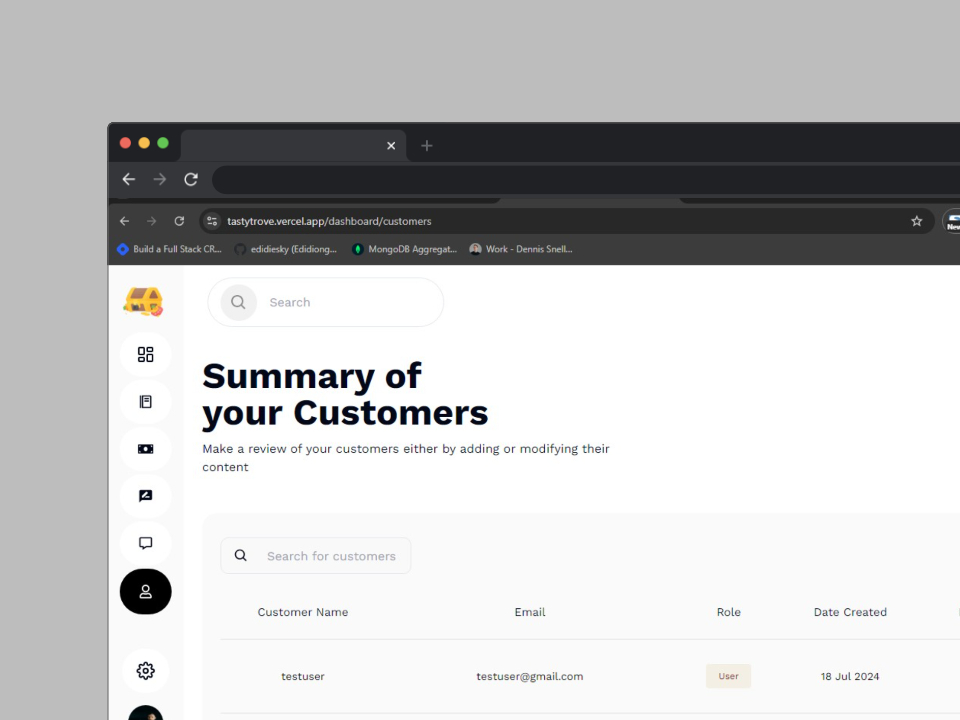 tastytrove.vercel.app/dashboard/customers
Build a Full Stack CR... edidiesky (Edidiong... MongoDB Aggregat... Work - Dennis Snell...
New
Search
Summary of
your Customers
Make a review of your customers either by adding or modifying their
content
Search for customers
Customer Name Email Role Date Created
testuser testuser@gmail.com User 18 Jul 2024